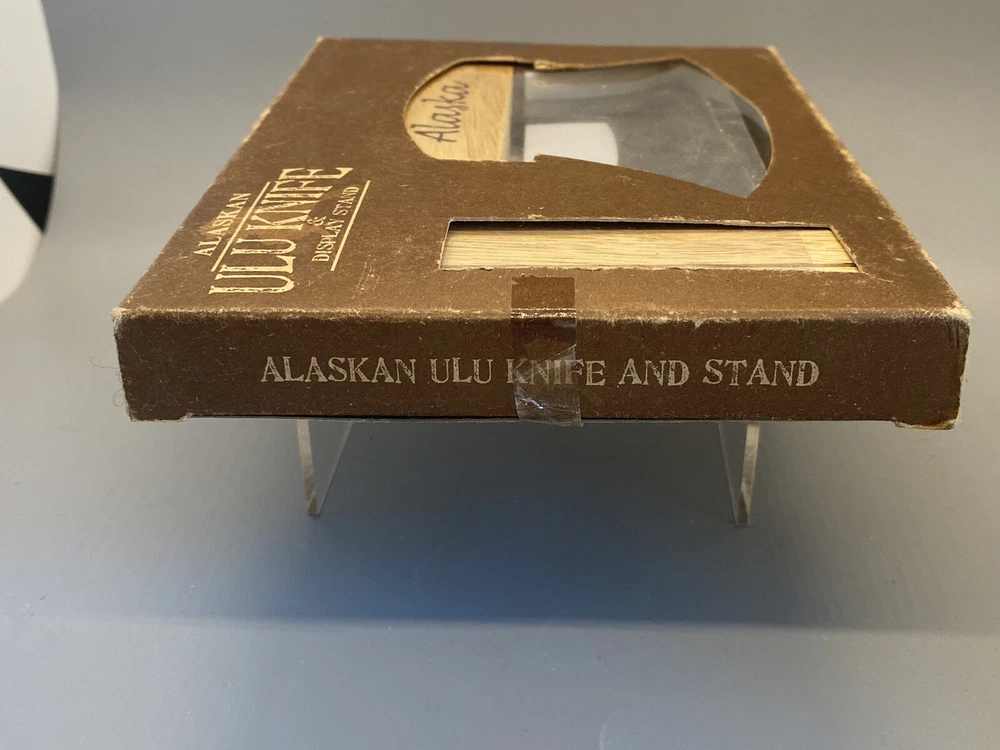 Alaska
ALASKAN
ULU KNIFE
&
DISPLAY STAND
ALASKAN ULU KNIFE AND STAND